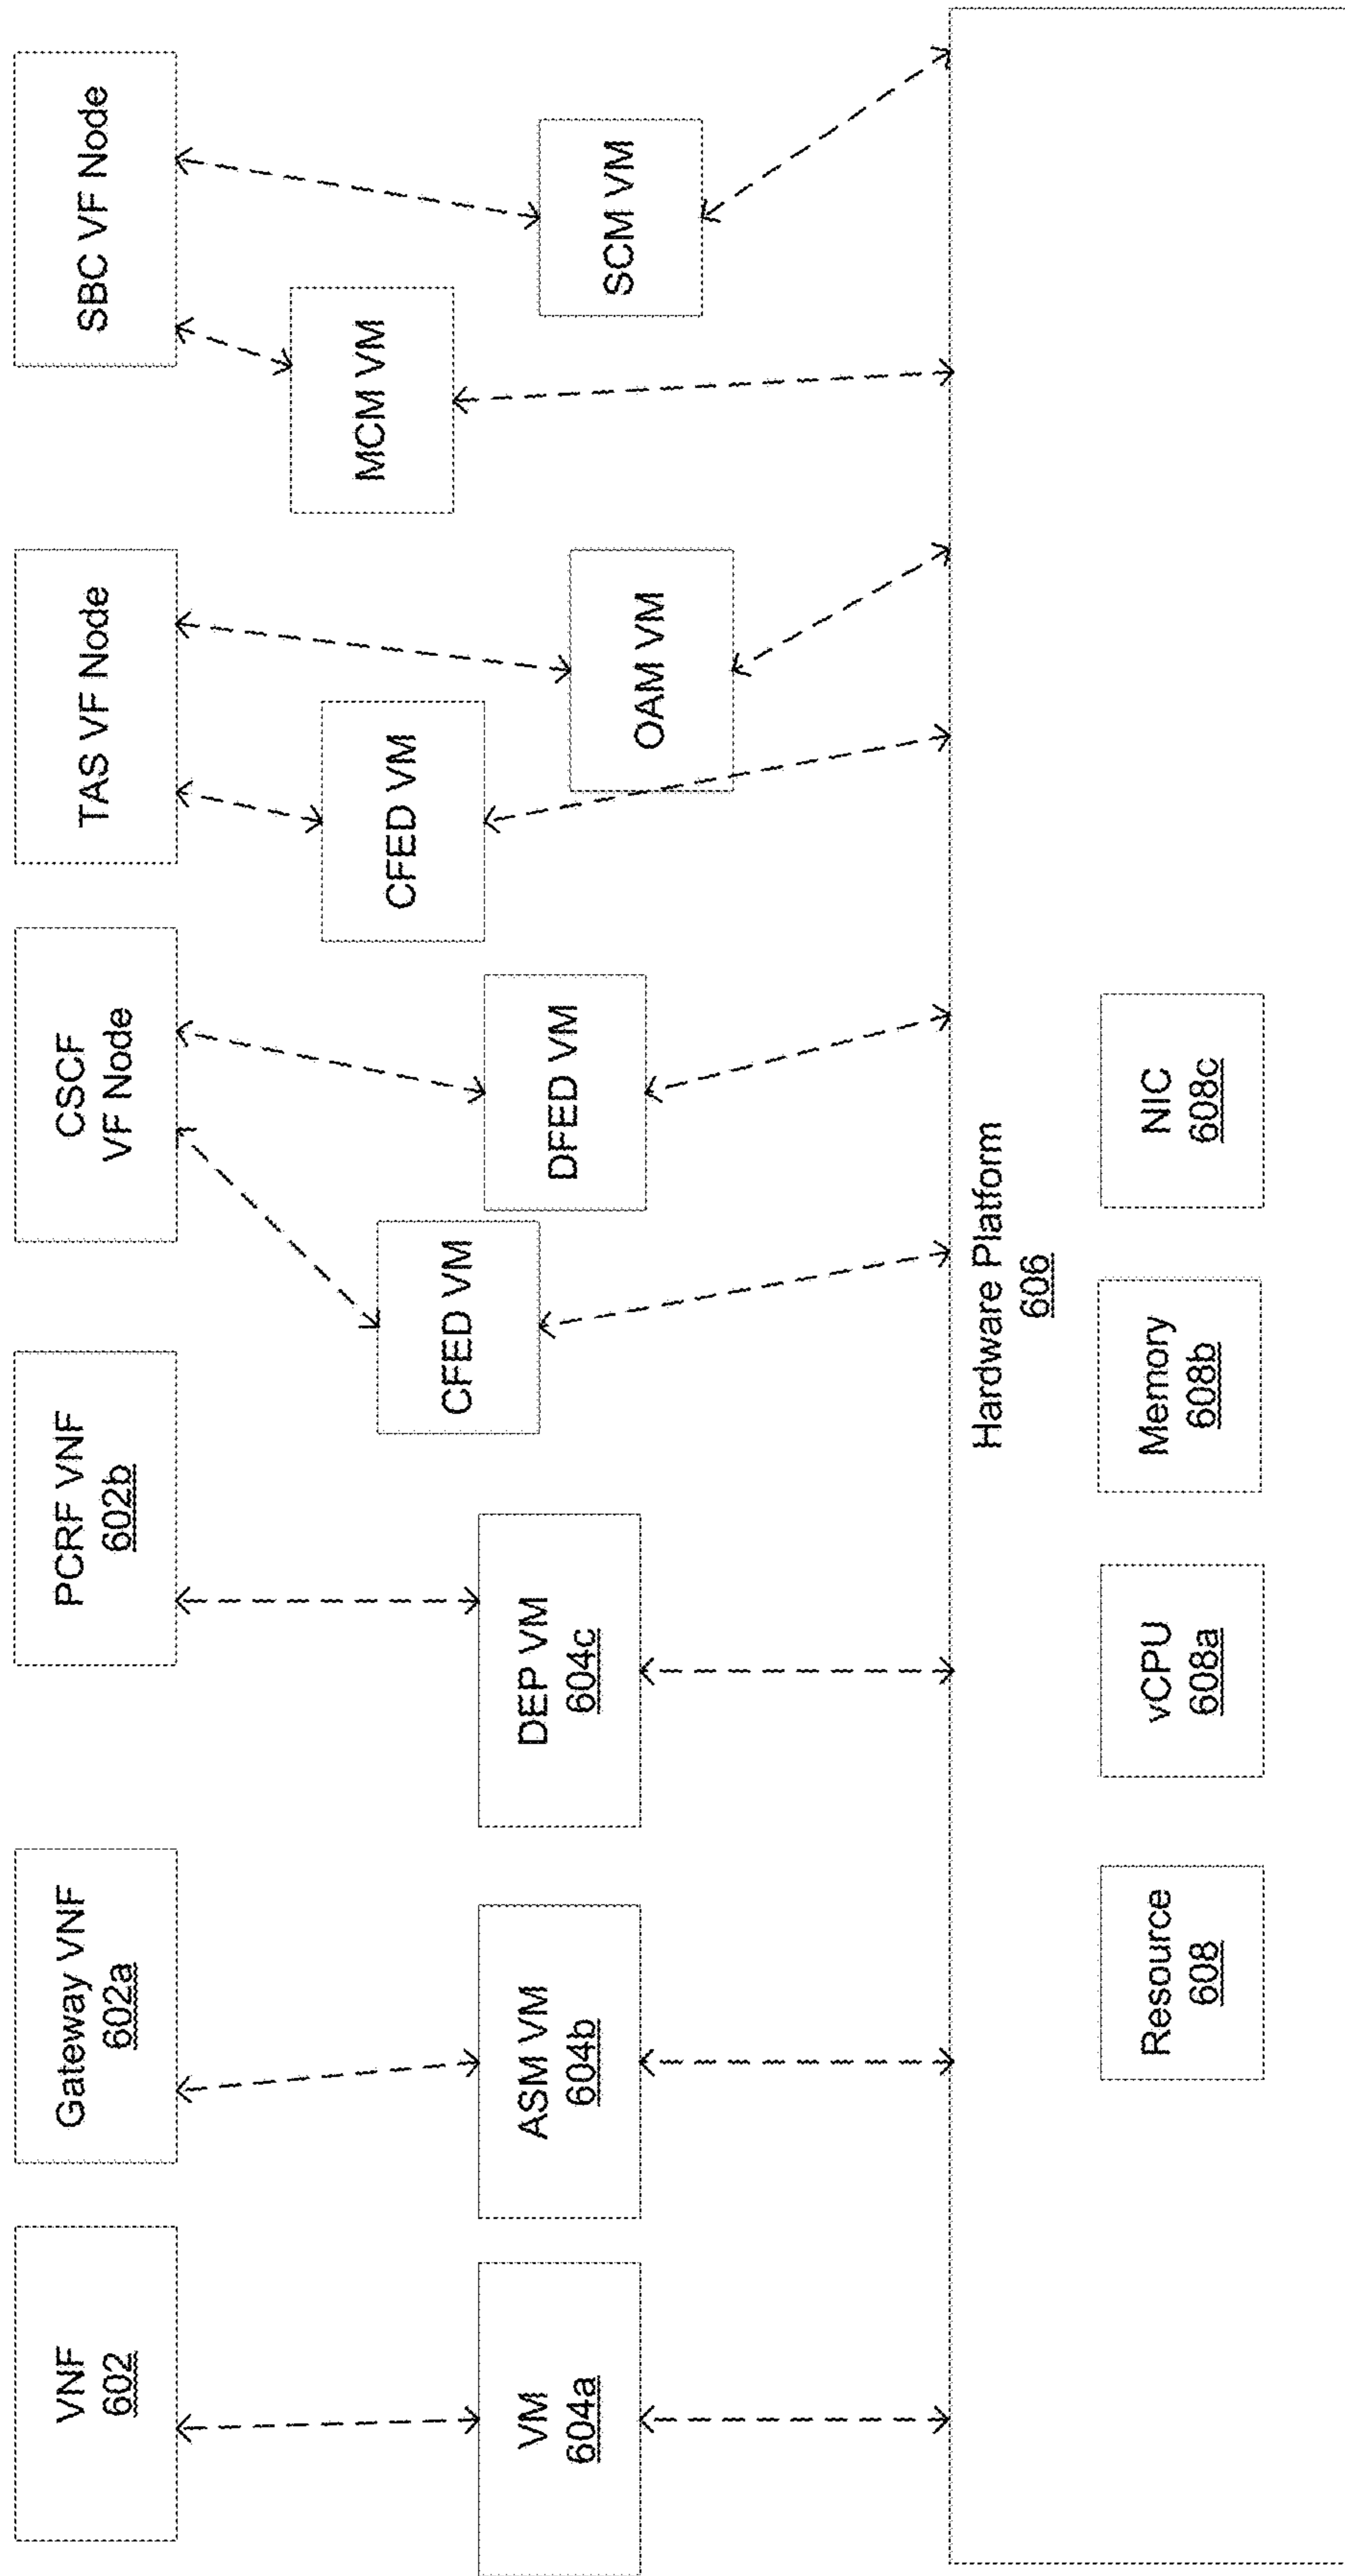 VNF
602
Gateway VNF
602a
PCRF VNF
602b
CSCF
VF Node
TAS VF Node
SBC VF Node
VM
604a
ASM VM
604b
DEP VM
604c
CFED VM
DFED VM
CFED VM
OAM VM
MCM VM
SCM VM
Hardware Platform
606
Resource
608
vCPU
608a
Memory
608b
NIC
608c